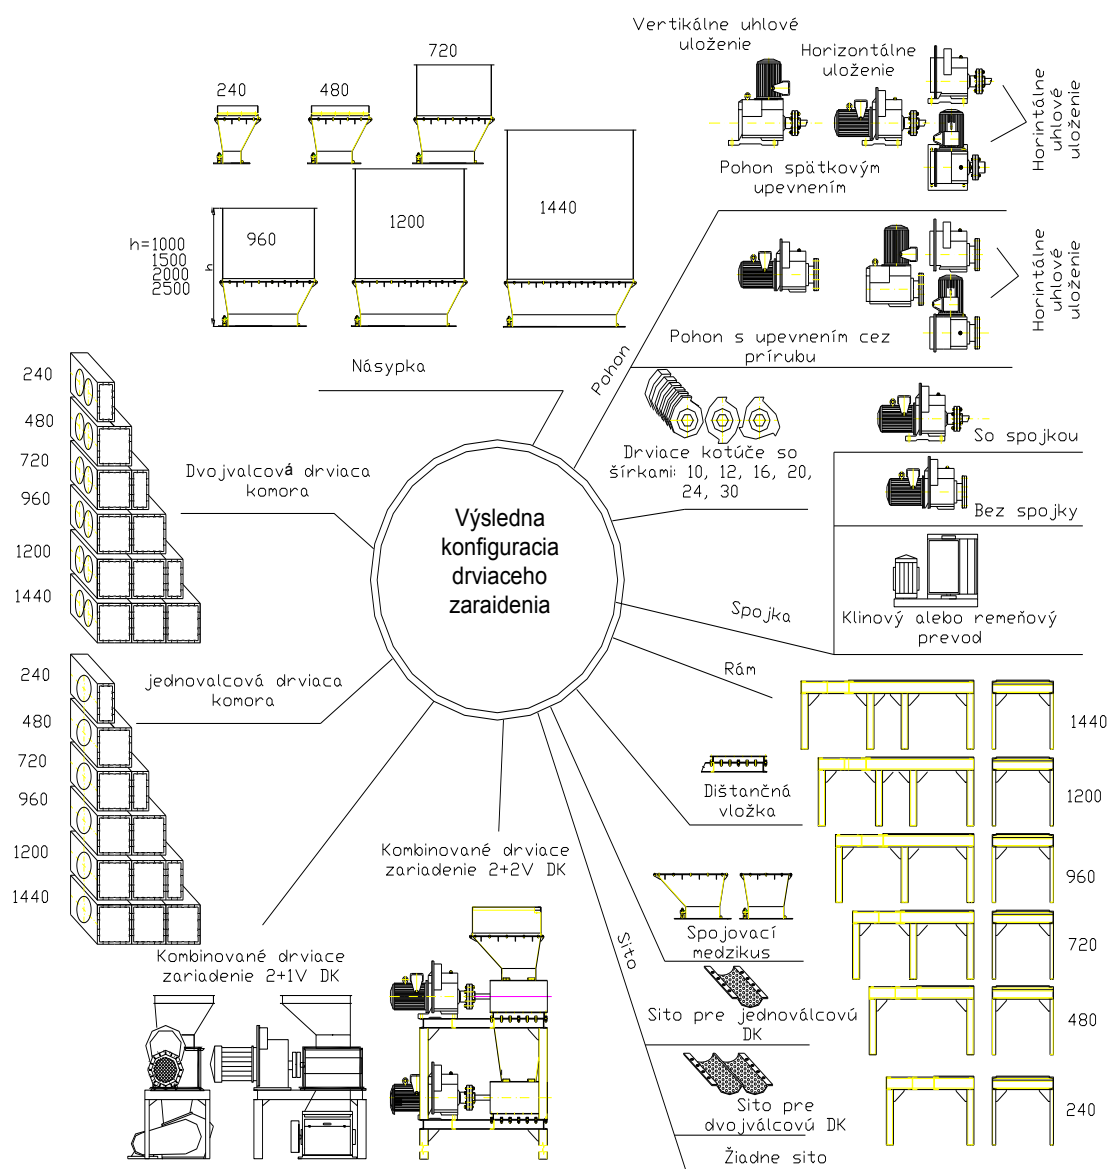 Vertikálne uhlové
uloženie
Horizontálne
uloženie
Horintálne
uhlové
uloženie
Pohon spätkovým
upevnením
720
240
480
1440
1200
960
h=1000
1500
2000
2500
h
Násypka
Pohon
Pohon s upevnením cez
prírubu
Horintálne
uhlové
uloženie
Drviace kotúče so
šírkami: 10, 12, 16, 20,
24, 30
So spojkou
Bez spojky
Klinový alebo remeňový
prevod
Spojka
240
480
720
960
1200
1440
Dvojvalcová drviaca
komora
Výsledna
konfiguracia
drviaceho
zaraidenia
240
480
720
960
1200
1440
jednovalcová drviaca
komora
Rám
1440
1200
960
720
480
240
Dištančná
vložka
Spojovací
medzikus
Sito
Sito pre jednoválcovú
DK
Sito pre
dvojválcovú DK
Žiadne sito
Kombinované drviace
zariadenie 2+2V DK
Kombinované drviace
zariadenie 2+1V DK